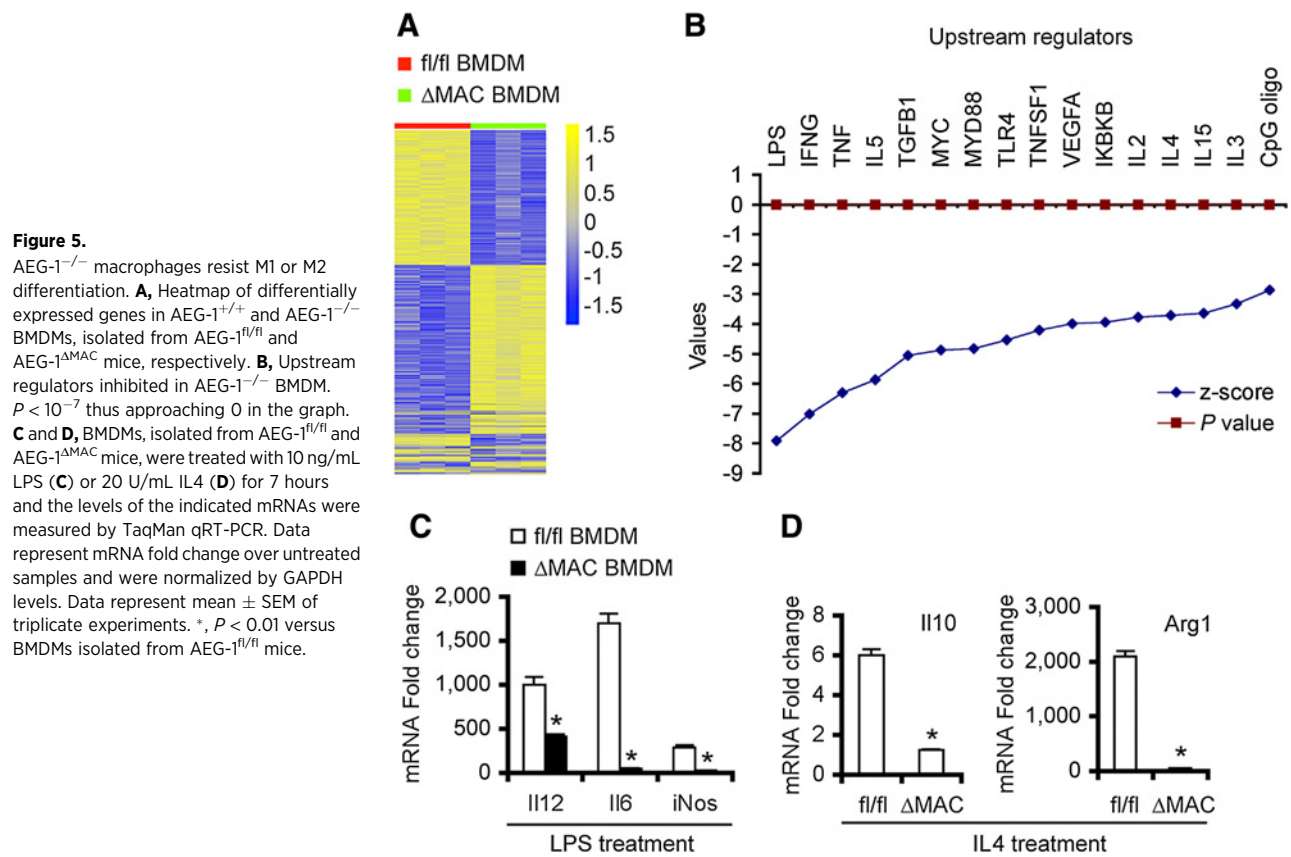 Figure 5.
AEG-1−/− macrophages resist M1 or M2
differentiation. A, Heatmap of differentially
expressed genes in AEG-1+/+ and AEG-1−/−
BMDMs, isolated from AEG-1fl/fl and
AEG-1ΔMAC mice, respectively. B, Upstream
regulators inhibited in AEG-1−/− BMDM.
P < 10−7 thus approaching 0 in the graph.
C and D, BMDMs, isolated from AEG-1fl/fl and
AEG-1ΔMAC mice, were treated with 10 ng/mL
LPS (C) or 20 U/mL IL4 (D) for 7 hours
and the levels of the indicated mRNAs were
measured by TaqMan qRT-PCR. Data
represent mRNA fold change over untreated
samples and were normalized by GAPDH
levels. Data represent mean ± SEM of
triplicate experiments. *, P < 0.01 versus
BMDMs isolated from AEG-1fl/fl mice.
A
fl/fl BMDM
ΔMAC BMDM
1.5
1
0.5
0
-0.5
-1
-1.5
B
Upstream regulators
LPS
IFNG
TNF
IL5
TGFB1
MYC
MYD88
TLR4
TNFSF1
VEGFA
IKBKB
IL2
IL4
IL15
IL3
CpG oligo
Values
1
0
-1
-2
-3
-4
-5
-6
-7
-8
-9
z-score
P value
C
fl/fl BMDM
ΔMAC BMDM
mRNA Fold change
2,000
1,500
1,000
500
0
*
*
*
Il12
Il6
iNos
LPS treatment
D
mRNA Fold change
8
6
4
2
0
Il10
*
fl/fl
ΔMAC
mRNA Fold change
3,000
2,000
1,000
0
Arg1
*
fl/fl
ΔMAC
IL4 treatment